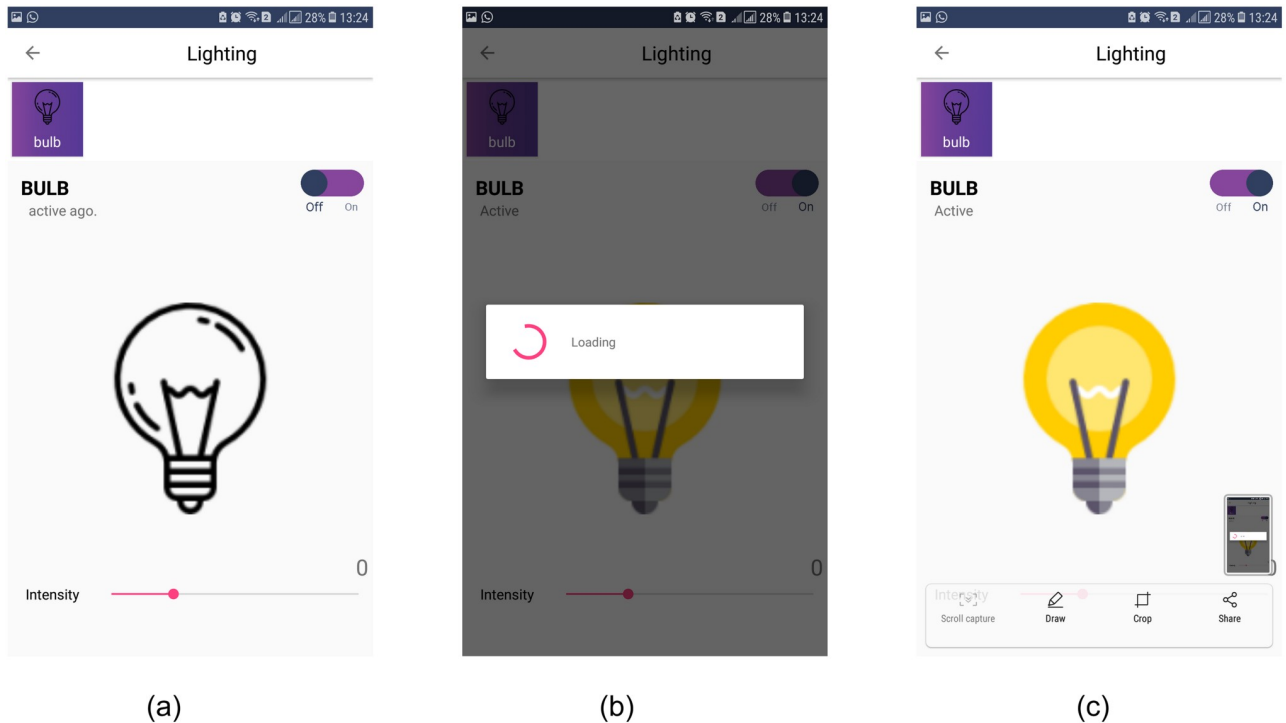 28% 13:24
Lighting
bulb
BULB
active ago.
Off On
0
Intensity
(a)
28% 13:24
Lighting
bulb
BULB
Active
Off On
Loading
0
Intensity
(b)
28% 13:24
Lighting
bulb
BULB
Active
Off On
Intensity
Scroll capture Draw Crop Share
(c)